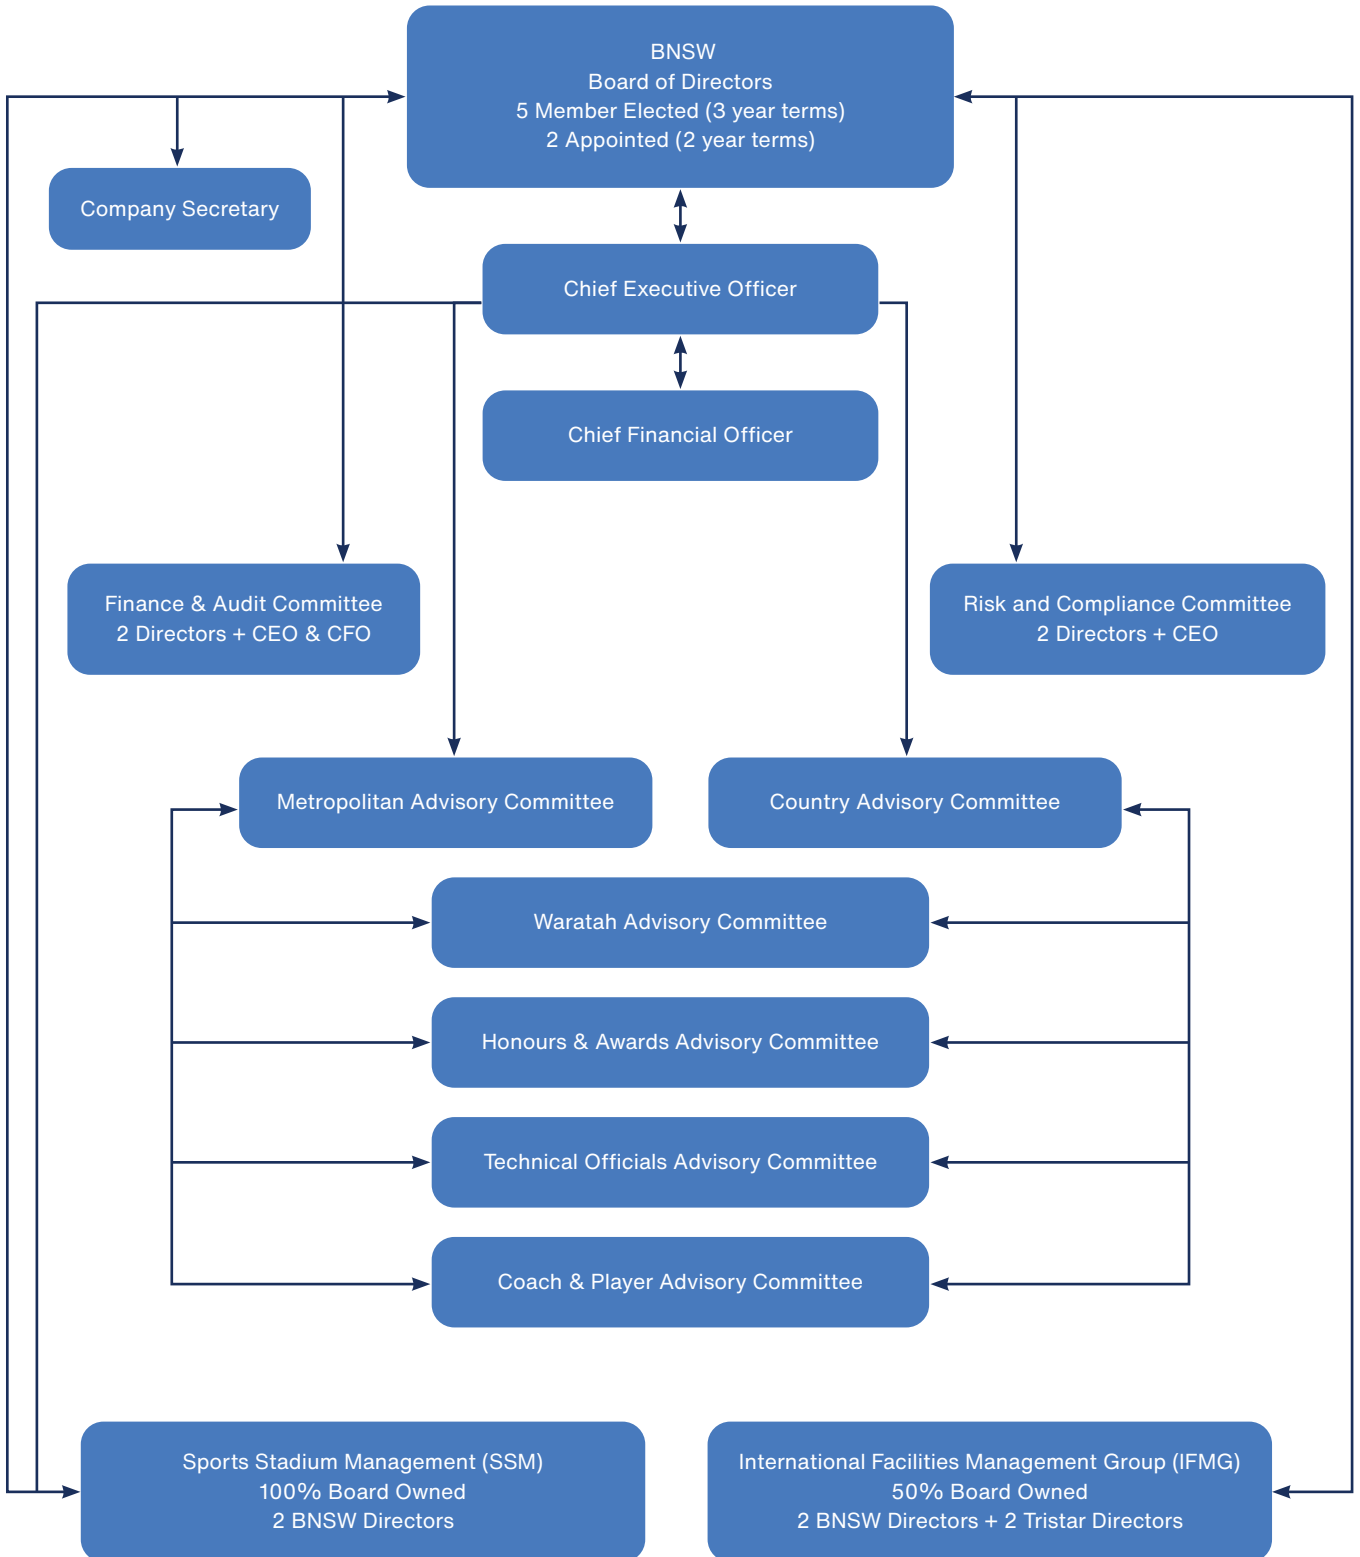 BNSW
Board of Directors
5 Member Elected (3 year terms)
2 Appointed (2 year terms)
Company Secretary
Chief Executive Officer
Chief Financial Officer
Finance & Audit Committee
2 Directors + CEO & CFO
Risk and Compliance Committee
2 Directors + CEO
Metropolitan Advisory Committee
Country Advisory Committee
Waratah Advisory Committee
Honours & Awards Advisory Committee
Technical Officials Advisory Committee
Coach & Player Advisory Committee
Sports Stadium Management (SSM)
100% Board Owned
2 BNSW Directors
International Facilities Management Group (IFMG)
50% Board Owned
2 BNSW Directors + 2 Tristar Directors